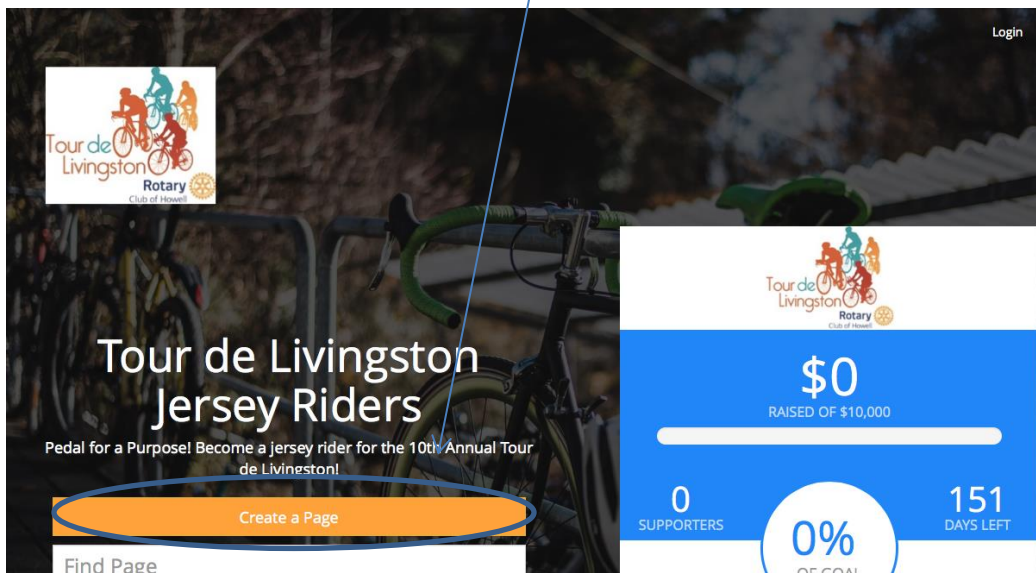 Login
Tour de
Livingston
Rotary
Club of Howell
Tour de Livingston
Jersey Riders
Pedal for a Purpose! Become a jersey rider for the 10th Annual Tour
de Livingston!
Create a Page
Find Page
Tour de
Livingston
Rotary
Club of Howell
$0
RAISED OF $10,000
0
SUPPORTERS
0%
OF GOAL
151
DAYS LEFT